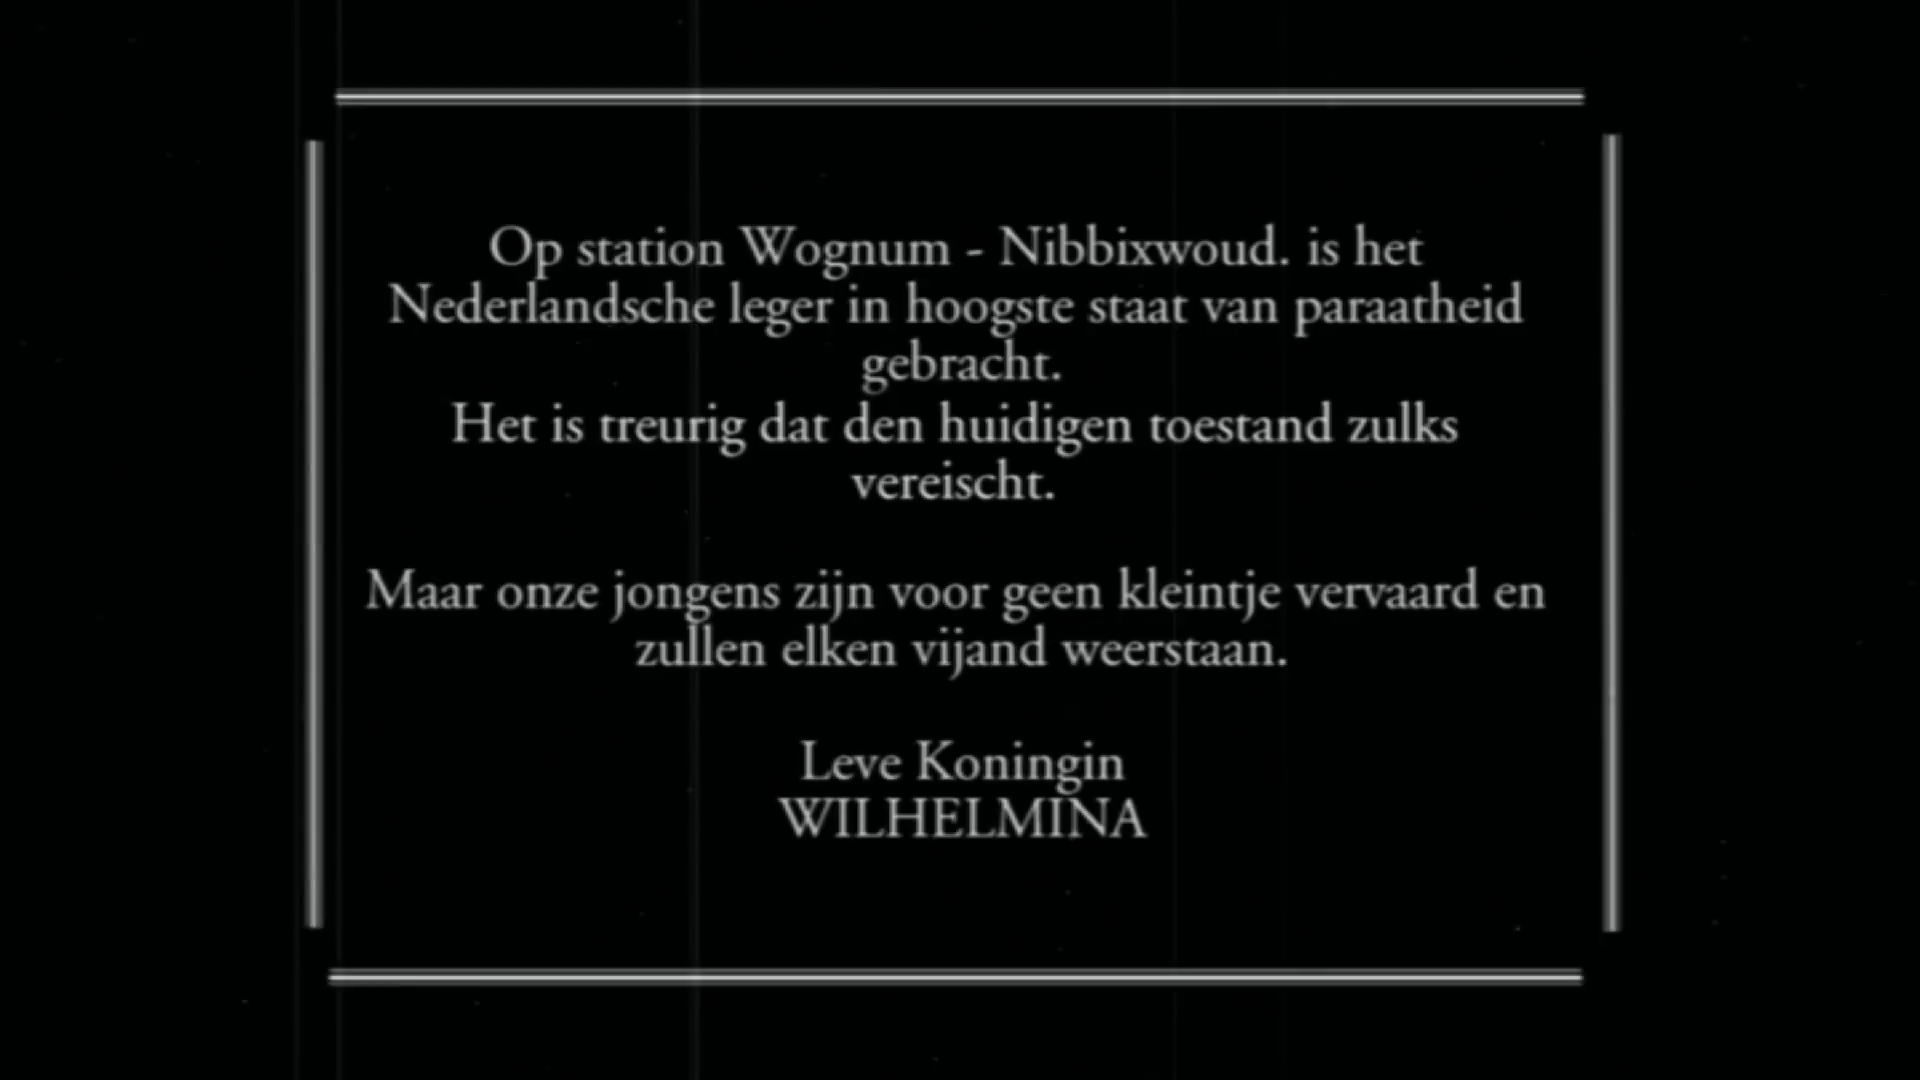 Op station Wognum - Nibbixwoud. is het
Nederlandsche leger in hoogste staat van paraatheid
gebracht.
Het is treurig dat den huidigen toestand zulks
vereischt.
Maar onze jongens zijn voor geen kleintje vervaard en
zullen elken vijand weerstaan.
Leve Koningin
WILHELMINA